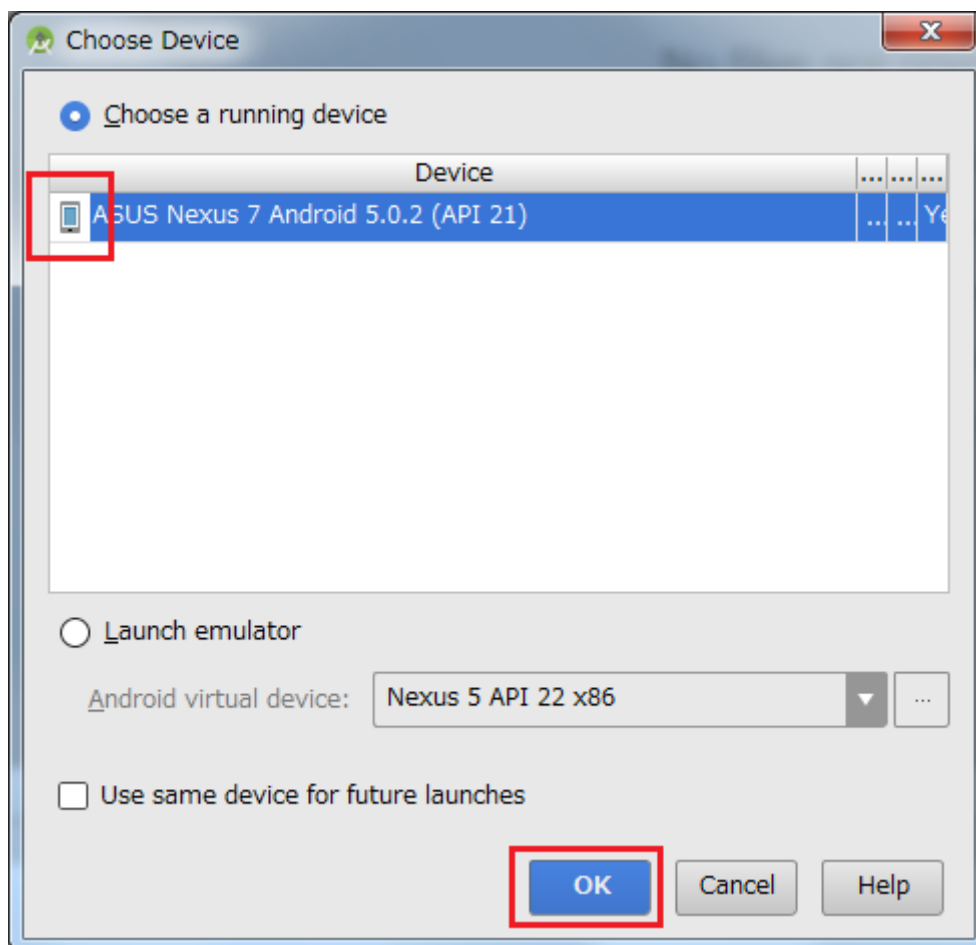 Choose Device
Choose a running device
Device ... ... ...
ASUS Nexus 7 Android 5.0.2 (API 21) ... ... Ye
Launch emulator
Android virtual device: Nexus 5 API 22 x86 ...
Use same device for future launches
OK Cancel Help